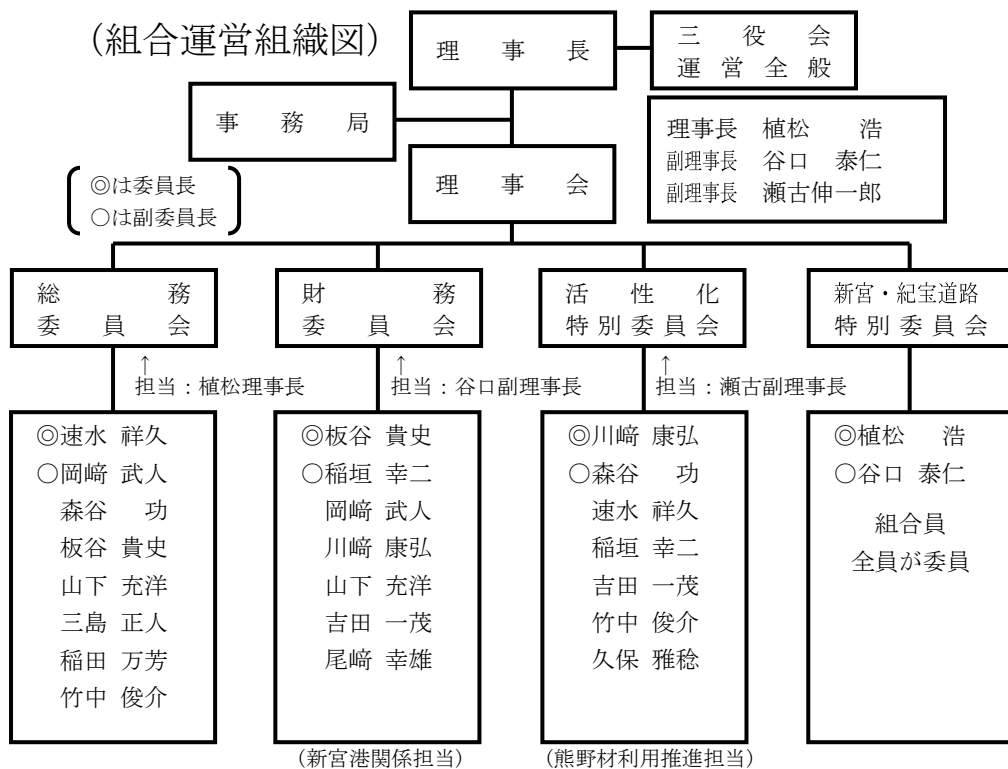 (組合運営組織図)
理事長
三役会
運営全般
事務局
理事長 植松 浩
副理事長 谷口 泰仁
副理事長 瀬古伸一郎
◎は委員長
○は副委員長
理事会
総務
委員会
財務
委員会
活性化
特別委員会
新宮・紀宝道路
特別委員会
↑
担当:植松理事長
↑
担当:谷口副理事長
↑
担当:瀬古副理事長
◎速水 祥久
○岡﨑 武人
森谷 功
板谷 貴史
山下 充洋
三島 正人
稲田 万芳
竹中 俊介
◎板谷 貴史
○稲垣 幸二
岡﨑 武人
川﨑 康弘
山下 充洋
吉田 一茂
尾﨑 幸雄
(新宮港関係担当)
◎川﨑 康弘
○森谷 功
速水 祥久
稲垣 幸二
吉田 一茂
竹中 俊介
久保 雅稔
(熊野材利用推進担当)
◎植松 浩
○谷口 泰仁
組合員
全員が委員